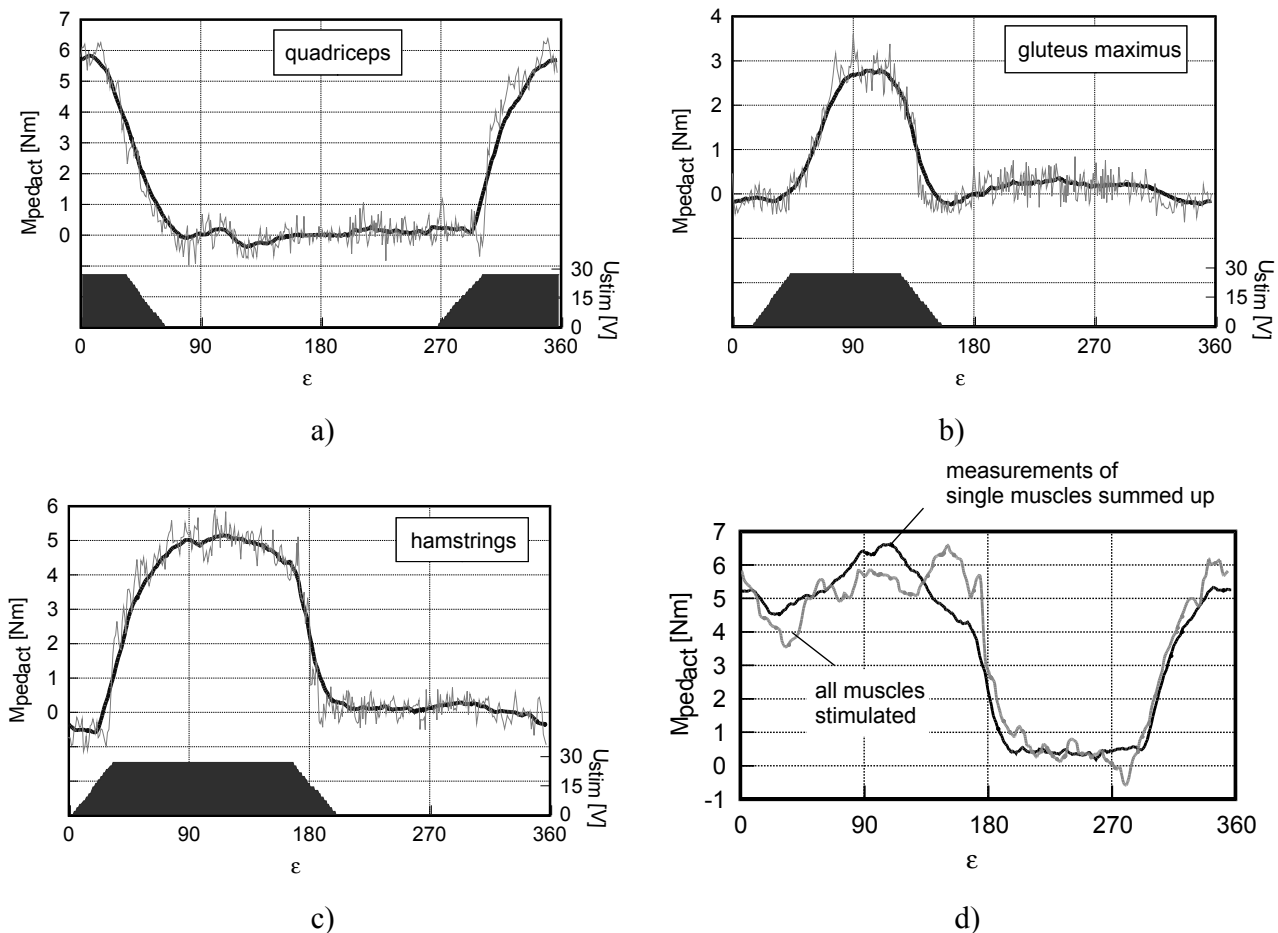 7
6
5
4
3
2
1
0
Mpedact [Nm]
quadriceps
30
15
0
Ustim [V]
0 90 180 270 360
ε
a)
4
3
2
1
0
Mpedact [Nm]
gluteus maximus
30
15
0
Ustim [V]
0 90 180 270 360
ε
b)
6
5
4
3
2
1
0
Mpedact [Nm]
hamstrings
30
15
0
Ustim [V]
0 90 180 270 360
ε
c)
measurements of
single muscles summed up
7
6
5
4
3
2
1
0
-1
Mpedact [Nm]
all muscles
stimulated
0 90 180 270 360
ε
d)